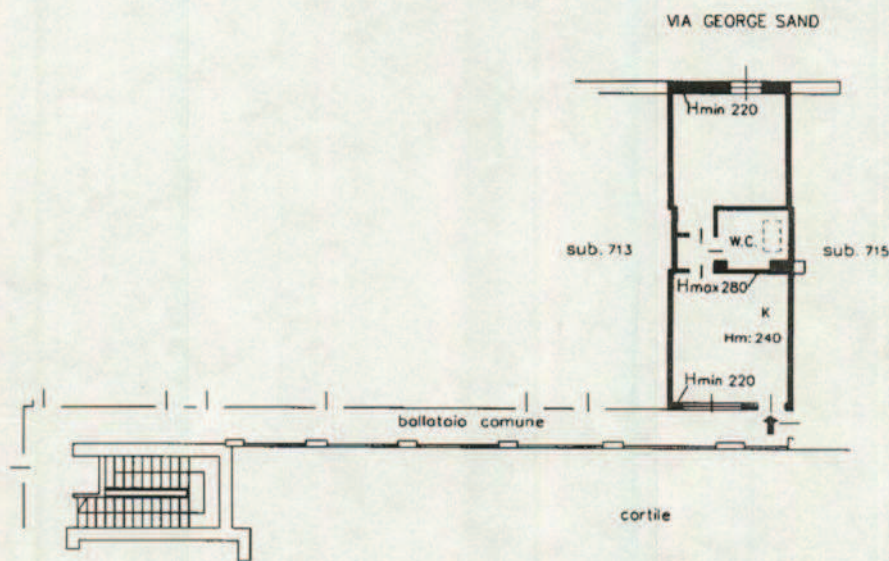 VIA GEORGE SAND
Hmin 220
sub. 713
W.C.
sub. 715
Hmax 280
K
Hm: 240
Hmin 220
ballatoio comune
cortile